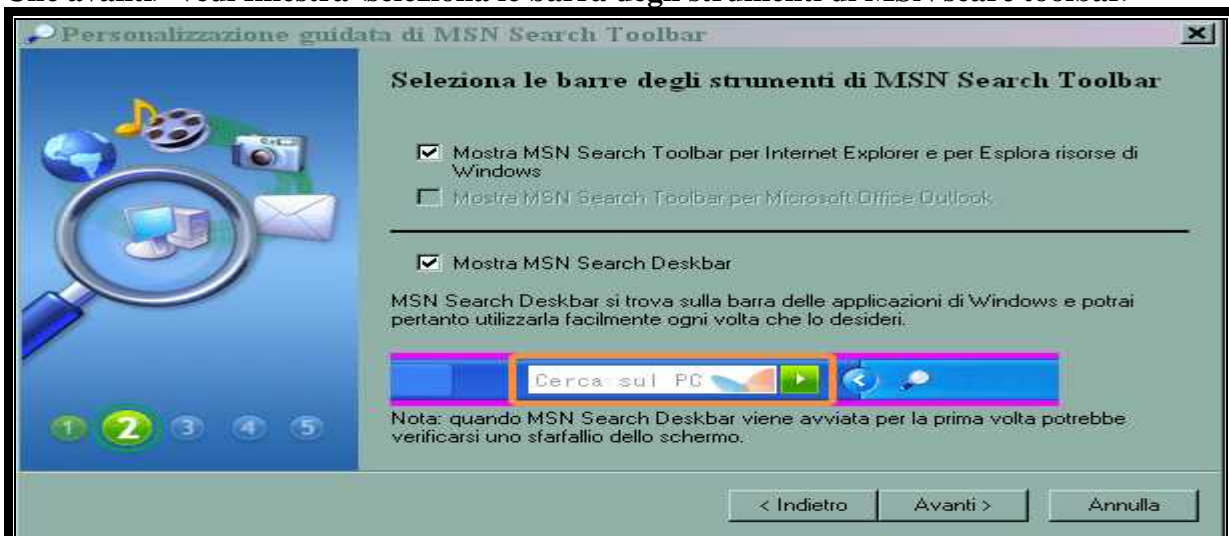 Personalizzazione guidata di MSN Search Toolbar
Seleziona le barre degli strumenti di MSN Search Toolbar
Mostra MSN Search Toolbar per Internet Explorer e per Esplora risorse di
Windows
Mostra MSN Search Toolbar per Microsoft Office Outlook
Mostra MSN Search Deskbar
MSN Search Deskbar si trova sulla barra delle applicazioni di Windows e potrai
pertanto utilizzarla facilmente ogni volta che lo desideri.
Cerca sul PC
Nota: quando MSN Search Deskbar viene avviata per la prima volta potrebbe
verificarsi uno sfarfallio dello schermo.
1 2 3 4 5
< Indietro Avanti > Annulla